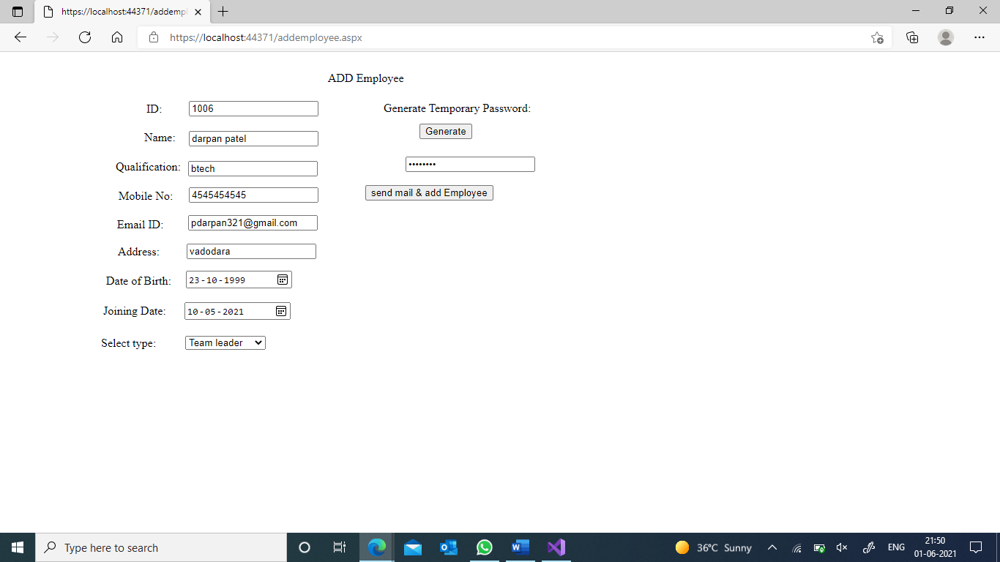 https://localhost:44371/addempl
https://localhost:44371/addemployee.aspx
ADD Employee
ID: 1006
Generate Temporary Password:
Name: darpan patel
Generate
Qualification: btech
••••••••
Mobile No: 4545454545
send mail & add Employee
Email ID: pdarpan321@gmail.com
Address: vadodara
Date of Birth: 23-10-1999
Joining Date: 10-05-2021
Select type: Team leader
Type here to search
36°C Sunny
ENG
21:50
01-06-2021